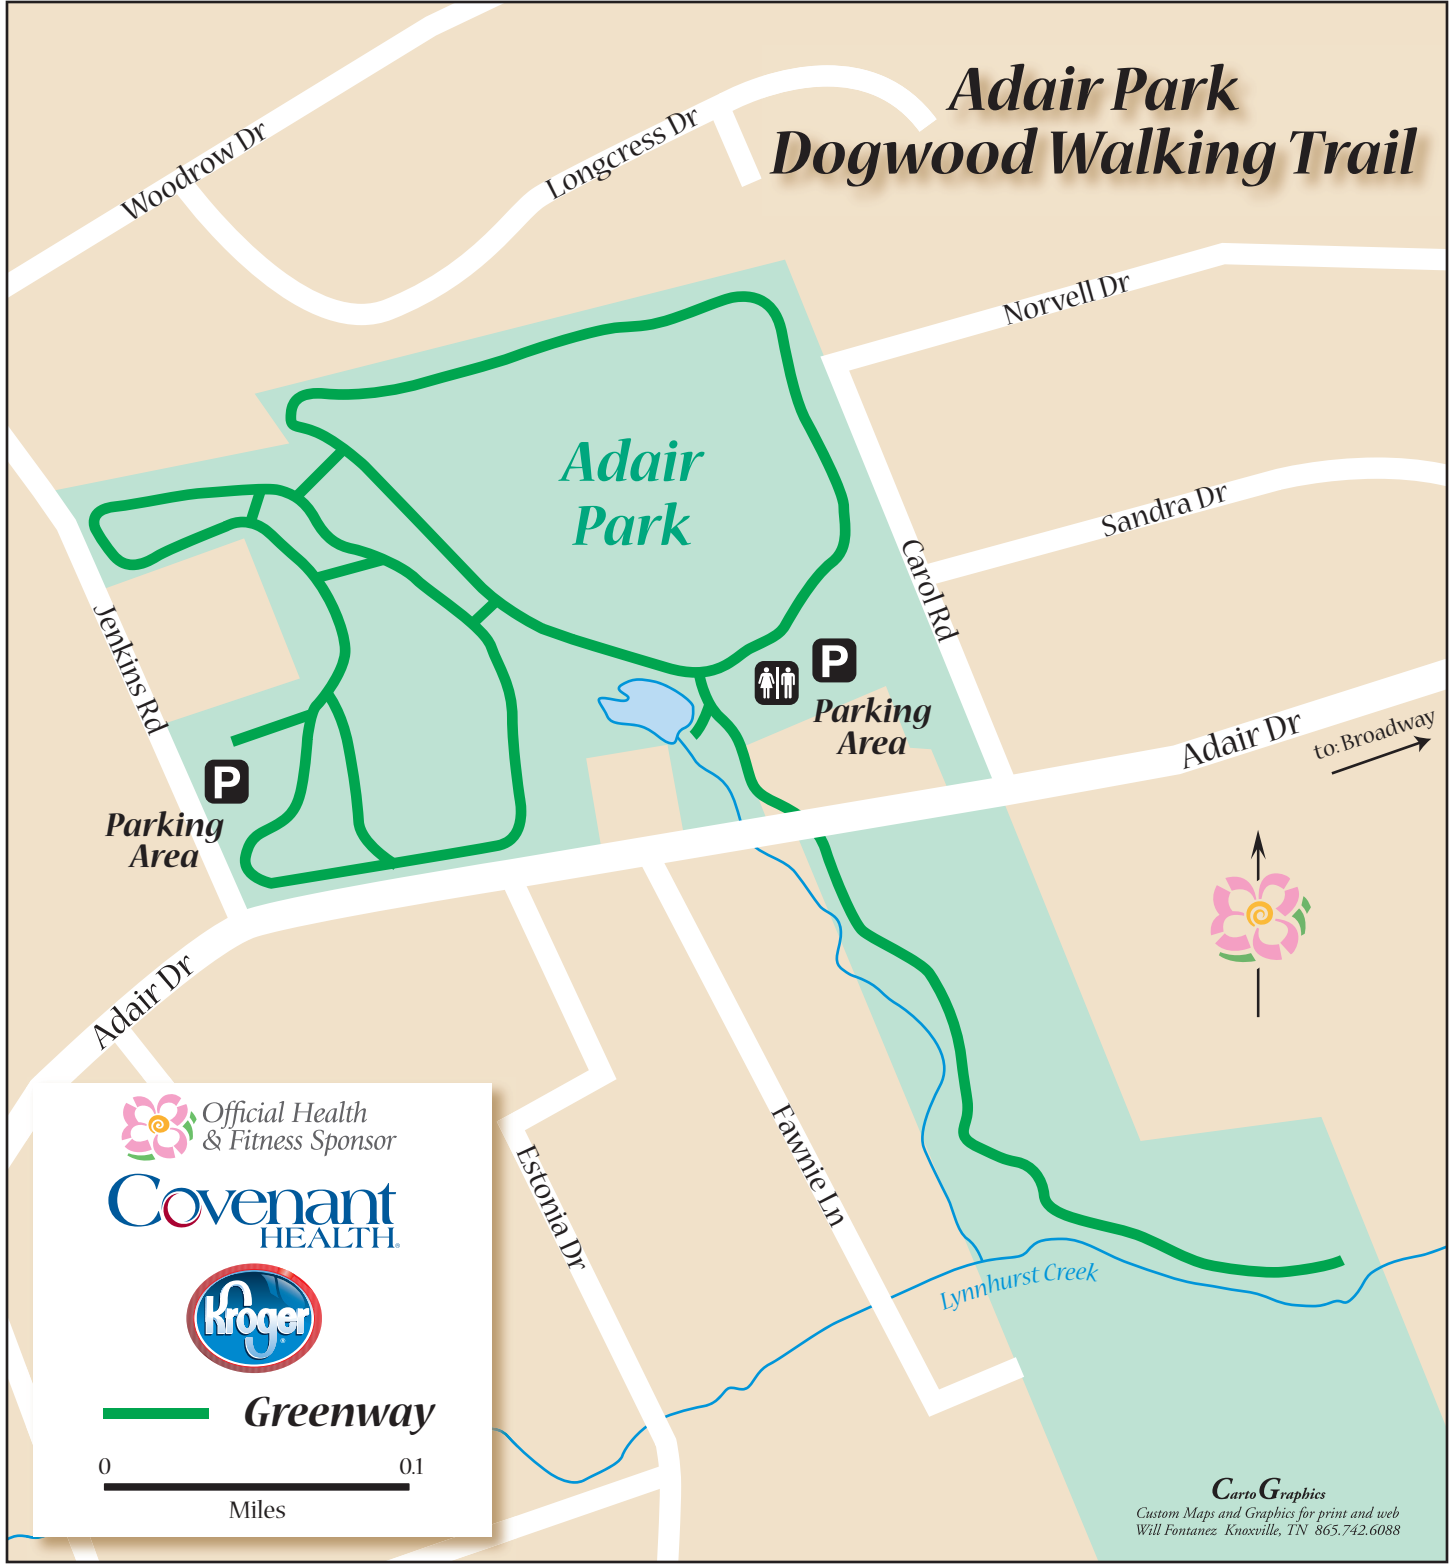 Adair Park
Dogwood Walking Trail
Woodrow Dr
Longcress Dr
Norvell Dr
Adair
Park
Sandra Dr
Carol Rd
Jenkins Rd
P
Parking
Area
P
Parking
Area
Adair Dr
to: Broadway
Adair Dr
Fawnie Ln
Estonia Dr
Lynnhurst Creek
Official Health
& Fitness Sponsor
Covenant
HEALTH®
Kroger®
Greenway
0 0.1
Miles
Carto Graphics
Custom Maps and Graphics for print and web
Will Fontanez Knoxville, TN 865.742.6088